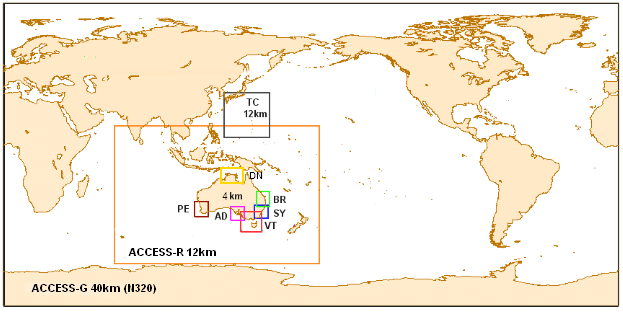 TC
12km
DN
4 km
BR
PE
SY
AD
VT
ACCESS-R 12km
ACCESS-G 40km (N320)